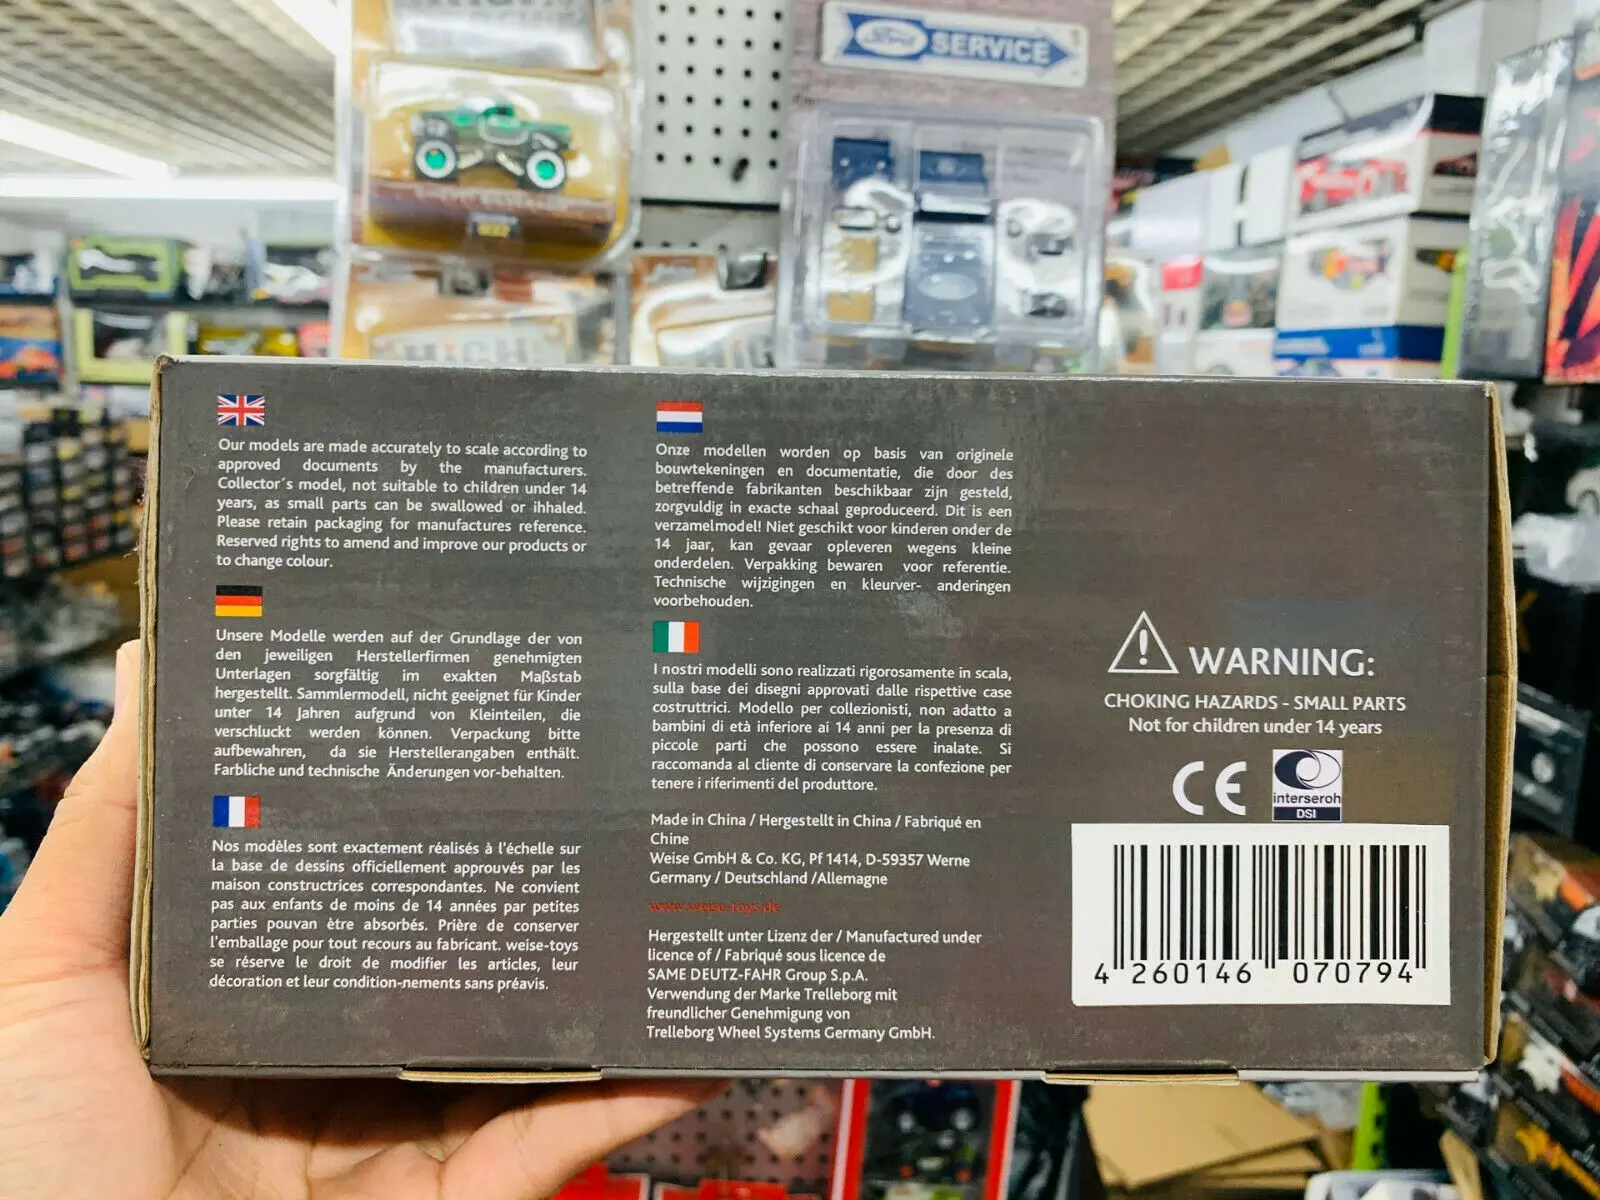 Ford SERVICE
HIGH
Our models are made accurately to scale according to
approved documents by the manufacturers.
Collector´s model, not suitable to children under 14
years, as small parts can be swallowed or ihhaled.
Please retain packaging for manufactures reference.
Reserved rights to amend and improve our products or
to change colour.
Unsere Modelle werden auf der Grundlage der von
den jeweiligen Herstellerfirmen genehmigten
Unterlagen sorgfältig im exakten Maßstab
hergestellt. Sammlermodell, nicht geeignet für Kinder
unter 14 Jahren aufgrund von Kleinteilen, die
verschluckt werden können. Verpackung bitte
aufbewahren, da sie Herstellerangaben enthält.
Farbliche und technische Änderungen vor-behalten.
Nos modèles sont exactement réalisés à l'échelle sur
la base de dessins officiellement approuvés par les
maison constructrices correspondantes. Ne convient
pas aux enfants de moins de 14 années par petites
parties pouvan ètre absorbés. Prière de conserver
l'emballage pour tout recours au fabricant. weise-toys
se réserve le droit de modifier les articles, leur
décoration et leur condition-nements sans préavis.
Onze modellen worden op basis van originele
bouwtekeningen en documentatie, die door des
betreffende fabrikanten beschikbaar zijn gesteld,
zorgvuldig in exacte schaal geproduceerd. Dit is een
verzamelmodel! Niet geschikt voor kinderen onder de
14 jaar, kan gevaar opleveren wegens kleine
onderdelen. Verpakking bewaren voor referentie.
Technische wijzigingen en kleurver- anderingen
voorbehouden.
I nostri modelli sono realizzati rigorosamente in scala,
sulla base dei disegni approvati dalle rispettive case
costruttrici. Modello per collezionisti, non adatto a
bambini di età inferiore ai 14 anni per la presenza di
piccole parti che possono essere inalate. Si
raccomanda al cliente di conservare la confezione per
tenere i riferimenti del produttore.
Made in China / Hergestellt in China / Fabriqué en
Chine
Weise GmbH & Co. KG, Pf 1414, D-59357 Werne
Germany / Deutschland /Allemagne
www.weise-toys.de
Hergestellt unter Lizenz der / Manufactured under
licence of / Fabriqué sous licence de
SAME DEUTZ-FAHR Group S.p.A.
Verwendung der Marke Trelleborg mit
freundlicher Genehmigung von
Trelleborg Wheel Systems Germany GmbH.
WARNING:
CHOKING HAZARDS - SMALL PARTS
Not for children under 14 years
CE
interseroh
DSI
4 260146 070794